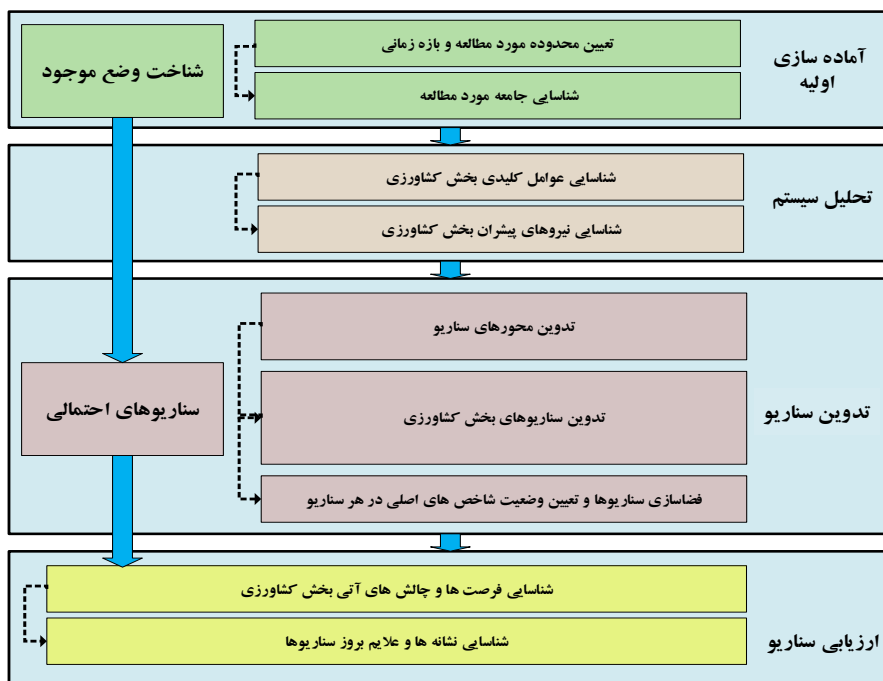 آماده سازی
اولیه
تعیین محدوده مورد مطالعه و بازه زمانی
شناسایی جامعه مورد مطالعه
شناخت وضع موجود
تحلیل سیستم
شناسایی عوامل کلیدی بخش کشاورزی
شناسایی نیروهای پیشران بخش کشاورزی
تدوین سناریو
تدوین محورهای سناریو
تدوین سناریوهای بخش کشاورزی
فضاسازی سناریوها و تعیین وضعیت شاخص های اصلی در هر سناریو
سناریوهای احتمالی
ارزیابی سناریو
شناسایی فرصت ها و چالش های آتی بخش کشاورزی
شناسایی نشانه ها و علایم بروز سناریوها